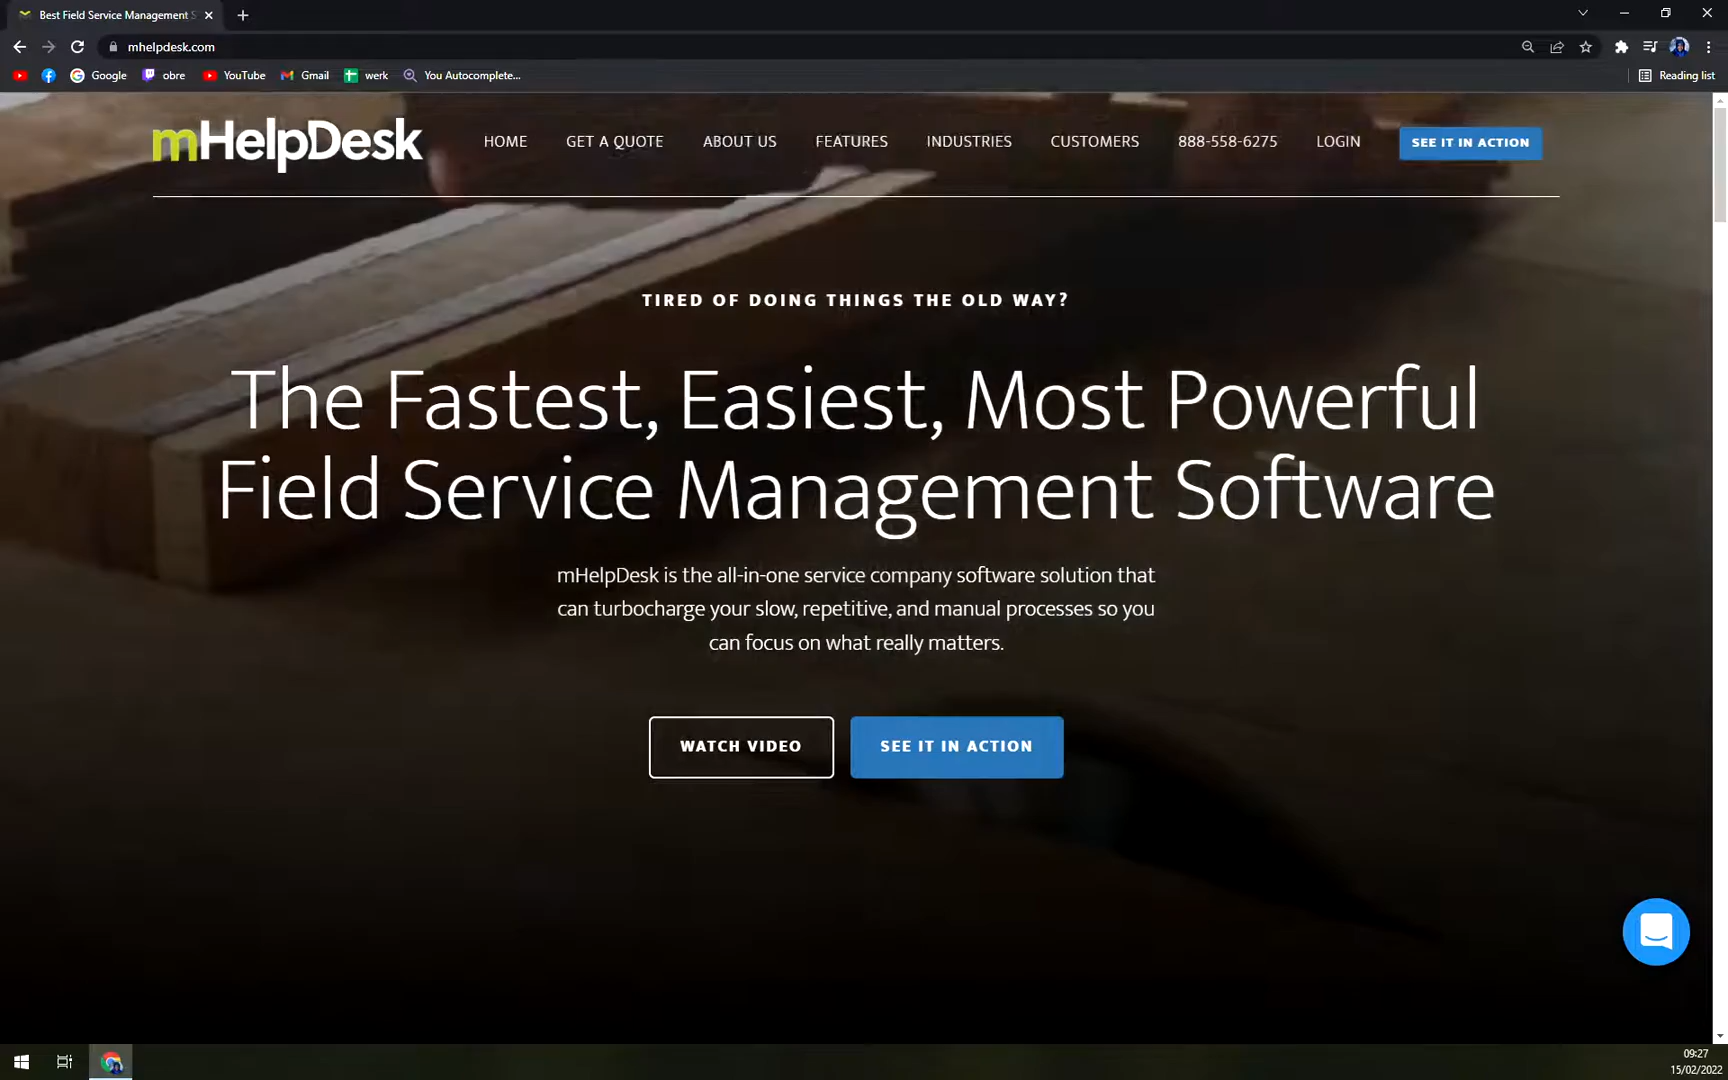 Best Field Service Management S
mhelpdesk.com
Google
obre
YouTube
Gmail
werk
You Autocomplete...
Reading list
mHelpDesk
HOME
GET A QUOTE
ABOUT US
FEATURES
INDUSTRIES
CUSTOMERS
888-558-6275
LOGIN
SEE IT IN ACTION
TIRED OF DOING THINGS THE OLD WAY?
The Fastest, Easiest, Most Powerful
Field Service Management Software
mHelpDesk is the all-in-one service company software solution that
can turbocharge your slow, repetitive, and manual processes so you
can focus on what really matters.
WATCH VIDEO
SEE IT IN ACTION
09:27
15/02/2022